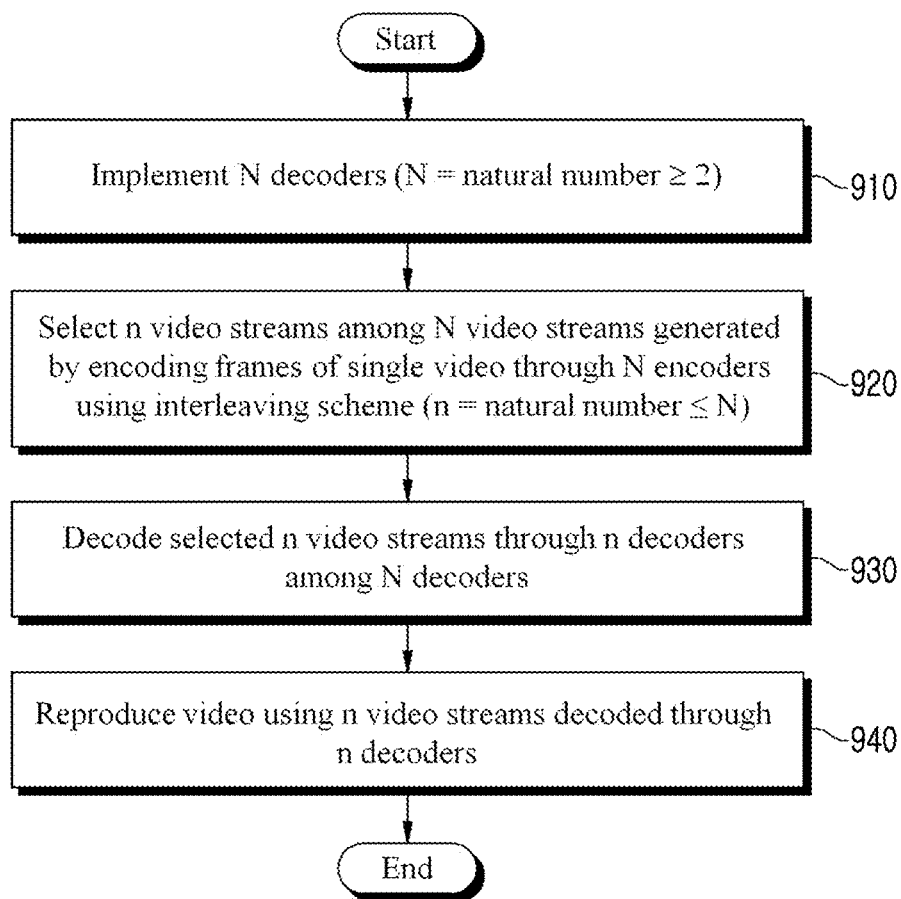 Start
Implement N decoders (N = natural number ≥ 2)
910
Select n video streams among N video streams generated
by encoding frames of single video through N encoders
using interleaving scheme (n = natural number ≤ N)
920
Decode selected n video streams through n decoders
among N decoders
930
Reproduce video using n video streams decoded through
n decoders
940
End